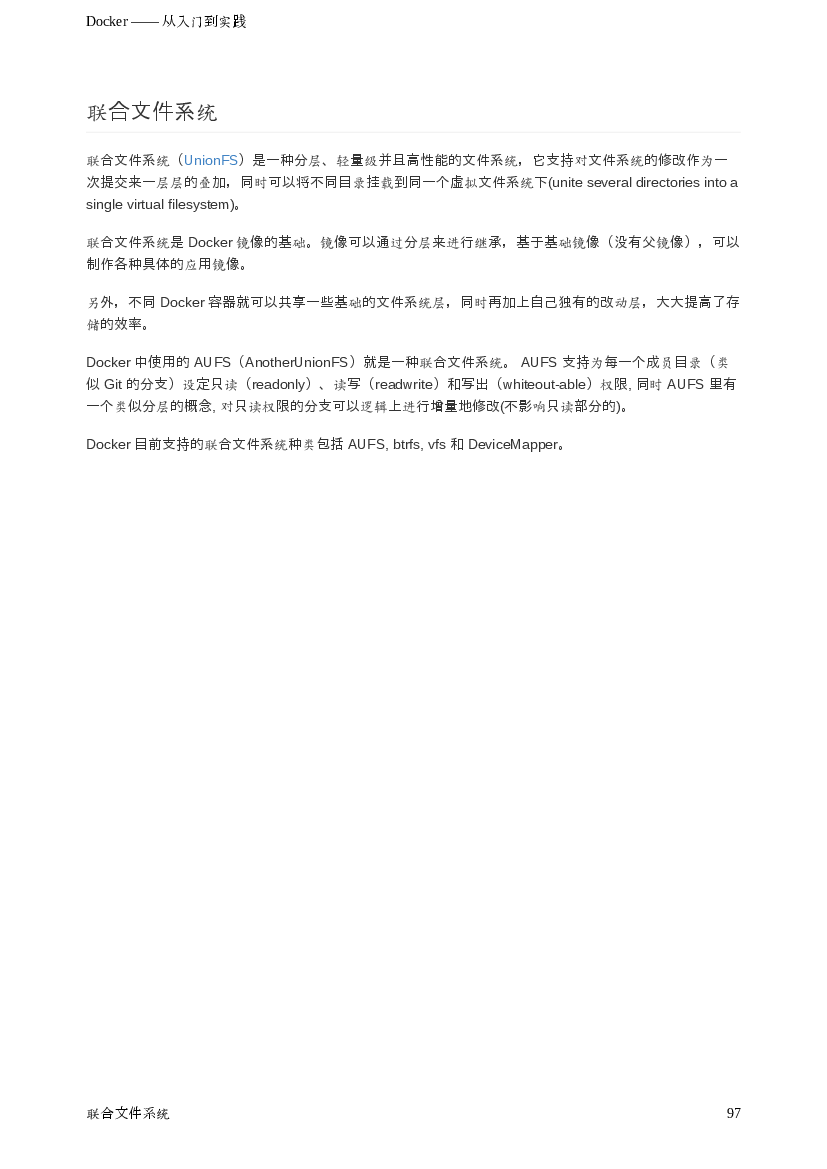 Docker —— 从入门到实践
联合文件系统
联合文件系统（UnionFS）是一种分层、轻量级并且高性能的文件系统，它支持对文件系统的修改作为一
次提交来一层层的叠加，同时可以将不同目录挂载到同一个虚拟文件系统下(unite several directories into a
single virtual filesystem)。
联合文件系统是 Docker 镜像的基础。镜像可以通过分层来进行继承，基于基础镜像（没有父镜像），可以
制作各种具体的应用镜像。
另外，不同 Docker 容器就可以共享一些基础的文件系统层，同时再加上自己独有的改动层，大大提高了存
储的效率。
Docker 中使用的 AUFS（AnotherUnionFS）就是一种联合文件系统。 AUFS 支持为每一个成员目录（类
似 Git 的分支）设定只读（readonly）、读写（readwrite）和写出（whiteout-able）权限, 同时 AUFS 里有
一个类似分层的概念, 对只读权限的分支可以逻辑上进行增量地修改(不影响只读部分的)。
Docker 目前支持的联合文件系统种类包括 AUFS, btrfs, vfs 和 DeviceMapper。
联合文件系统
97